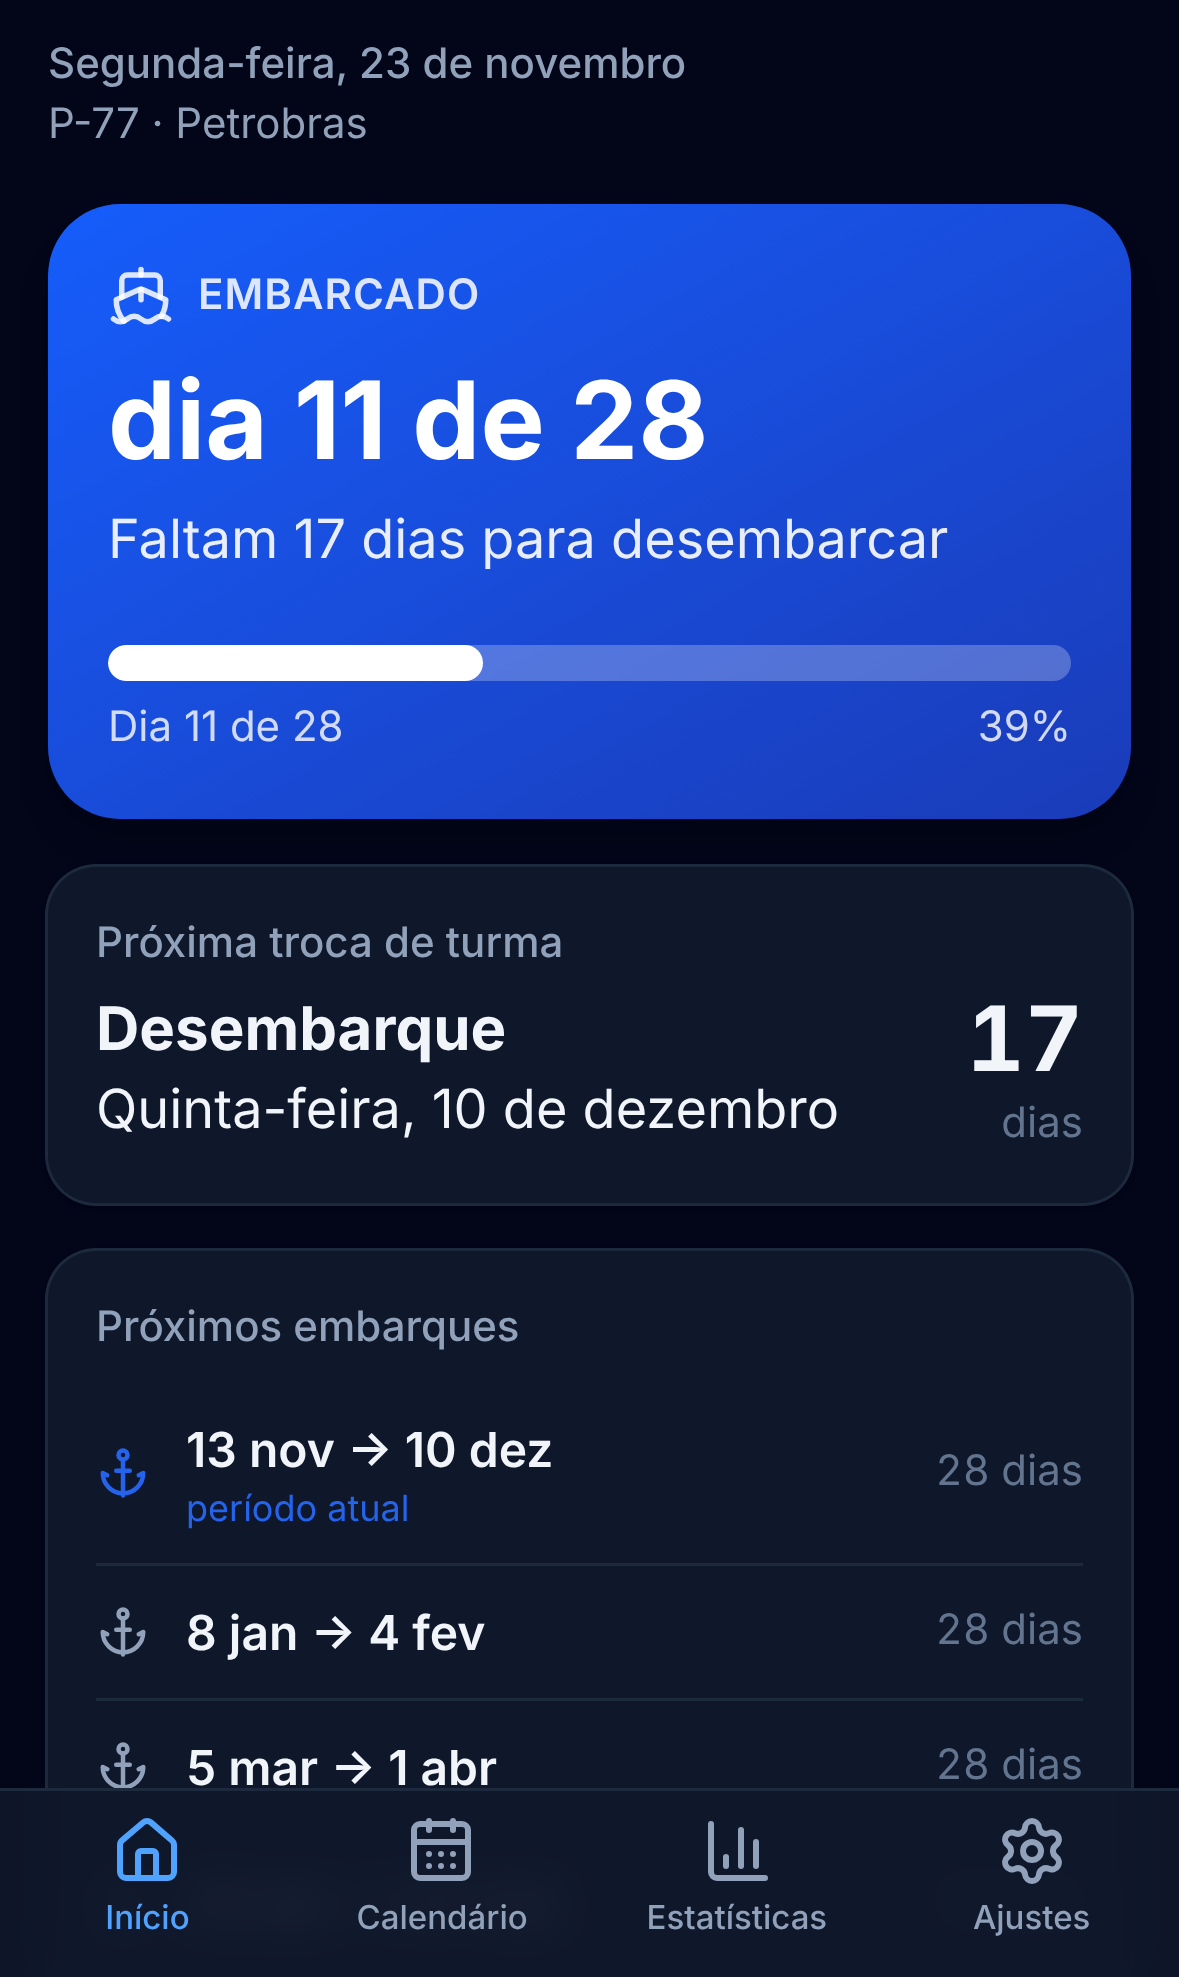 Segunda-feira, 23 de novembro
P-77 · Petrobras
EMBARCADO
dia 11 de 28
Faltam 17 dias para desembarcar
Dia 11 de 28
39%
Próxima troca de turma
Desembarque
Quinta-feira, 10 de dezembro
17
dias
Próximos embarques
13 nov → 10 dez
período atual
28 dias
8 jan → 4 fev
28 dias
5 mar → 1 abr
28 dias
Início
Calendário
Estatísticas
Ajustes